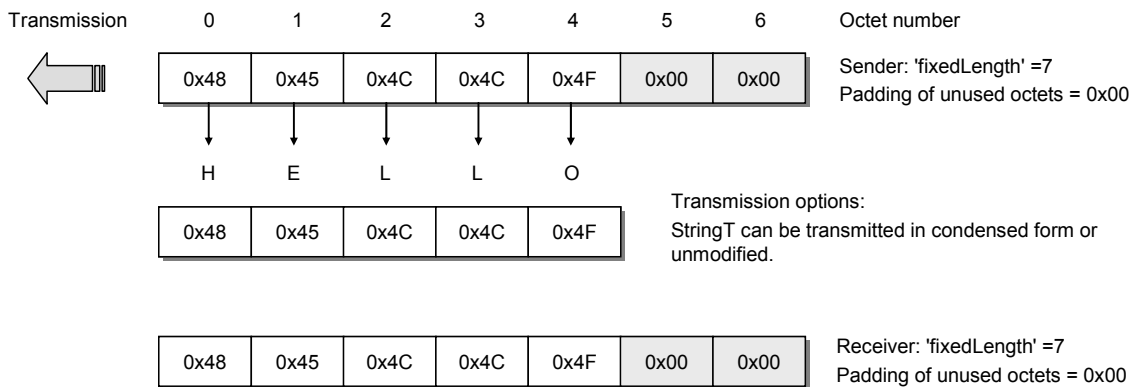 Transmission 0 1 2 3 4 5 6 Octet number
0x48 0x45 0x4C 0x4C 0x4F 0x00 0x00
Sender: 'fixedLength' =7
Padding of unused octets = 0x00
H E L L O
Transmission options:
0x48 0x45 0x4C 0x4C 0x4F
StringT can be transmitted in condensed form or
unmodified.
0x48 0x45 0x4C 0x4C 0x4F 0x00 0x00
Receiver: 'fixedLength' =7
Padding of unused octets = 0x00